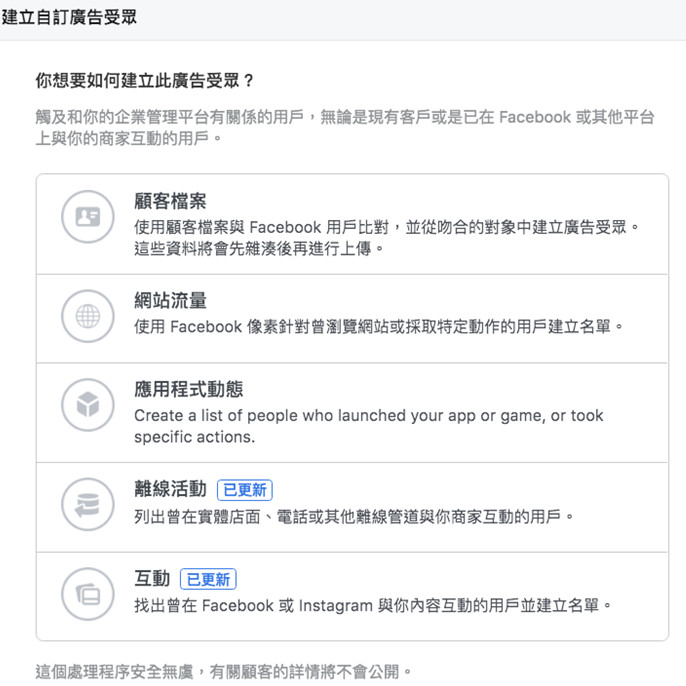 建立自訂廣告受眾
你想要如何建立此廣告受眾？
觸及和你的企業管理平台有關係的用戶，無論是現有客戶或是已在 Facebook 或其他平台
上與你的商家互動的用戶。
顧客檔案
使用顧客檔案與 Facebook 用戶比對，並從吻合的對象中建立廣告受眾。
這些資料將會先雜湊後再進行上傳。
網站流量
使用 Facebook 像素針對曾瀏覽網站或採取特定動作的用戶建立名單。
應用程式動態
Create a list of people who launched your app or game, or took
specific actions.
離線活動 已更新
列出曾在實體店面、電話或其他離線管道與你商家互動的用戶。
互動 已更新
找出曾在 Facebook 或 Instagram 與你內容互動的用戶並建立名單。
這個處理程序安全無虞，有關顧客的詳情將不會公開。